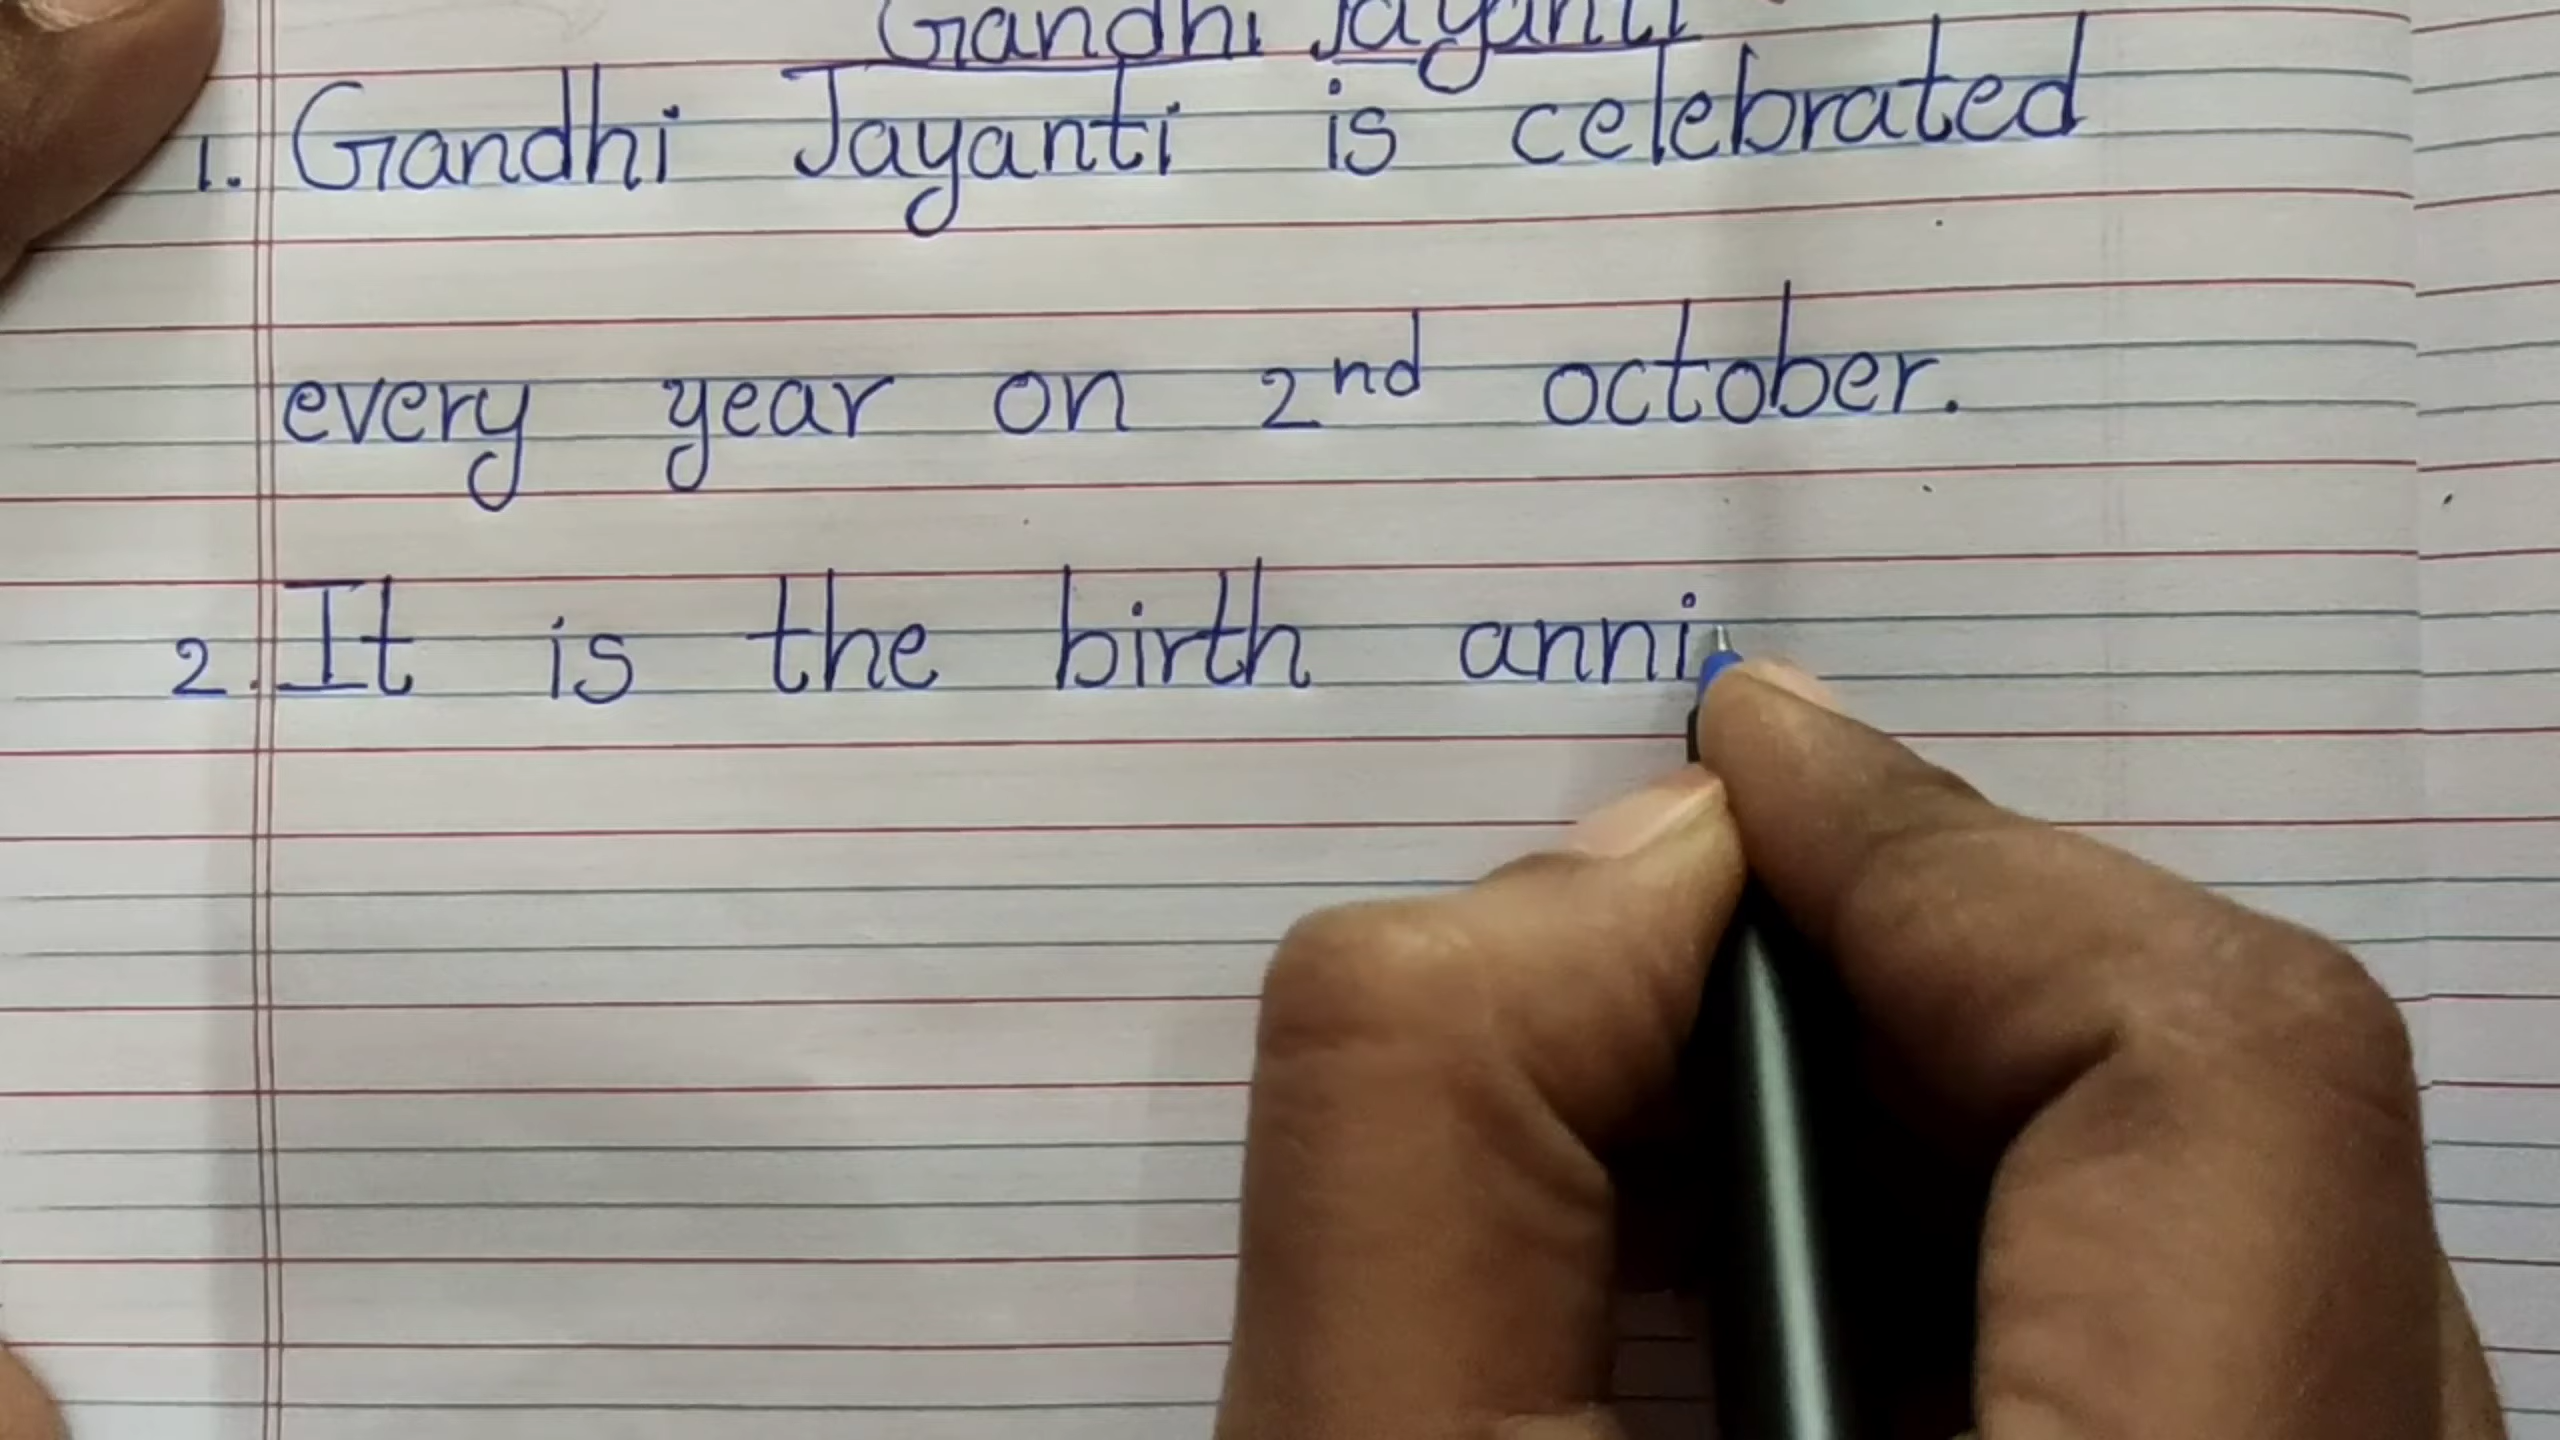 Gandhi Jayanti
1. Gandhi Jayanti is celebrated
every year on 2nd october.
2. It is the birth anni